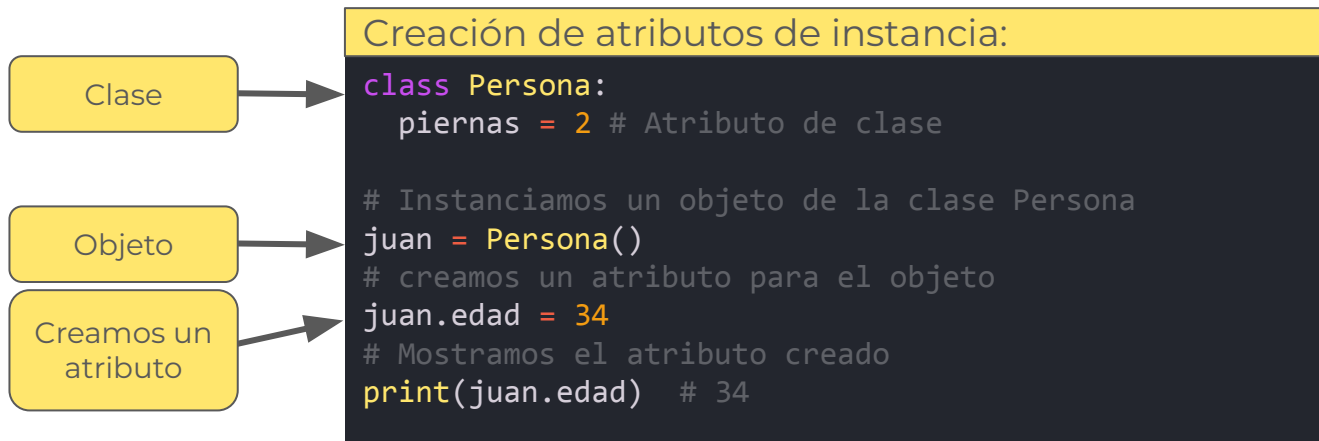 Creación de atributos de instancia:
Clase
class Persona:
  piernas = 2 # Atributo de clase
# Instanciamos un objeto de la clase Persona
Objeto
juan = Persona()
# creamos un atributo para el objeto
Creamos un
atributo
juan.edad = 34
# Mostramos el atributo creado
print(juan.edad)  # 34